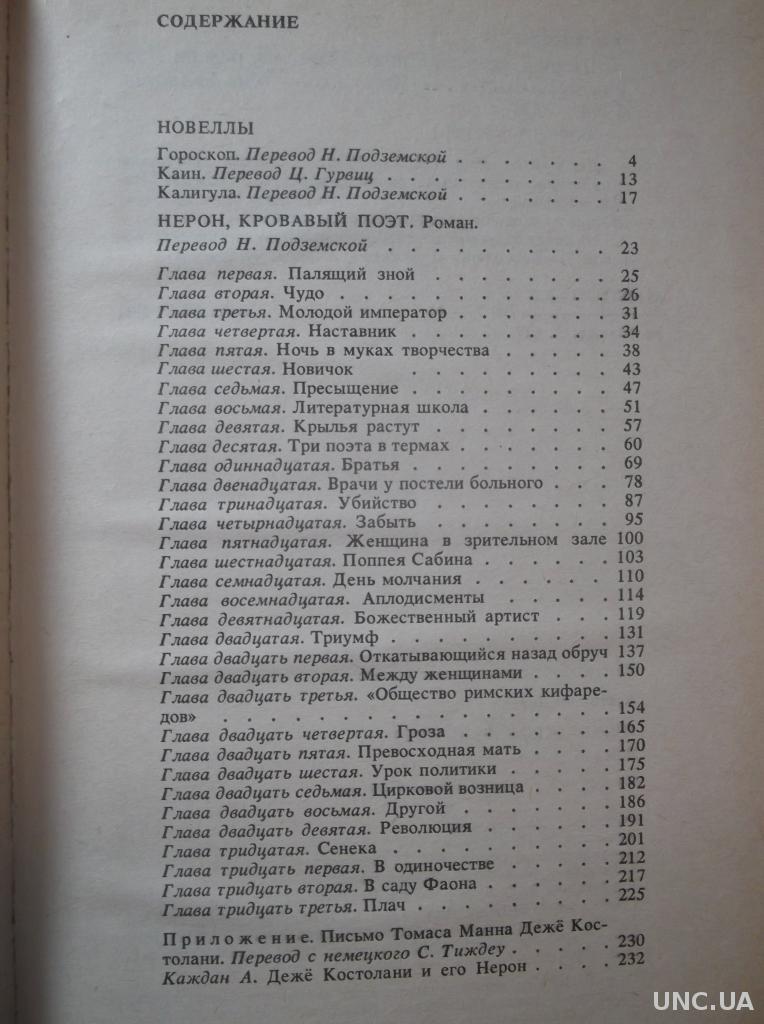 СОДЕРЖАНИЕ
НОВЕЛЛЫ
Гороскоп. Перевод Н. Подземской . . . . . . . 4
Каин. Перевод Ц. Гурвиц . . . . . . . . . . 13
Калигула. Перевод Н. Подземской . . . . . . . 17
НЕРОН, КРОВАВЫЙ ПОЭТ. Роман.
Перевод Н. Подземской . . . . . . . . . . 23
Глава первая. Палящий зной . . . . . . . . 25
Глава вторая. Чудо . . . . . . . . . . . 26
Глава третья. Молодой император . . . . . . . 31
Глава четвертая. Наставник . . . . . . . . . 34
Глава пятая. Ночь в муках творчества . . . . . 38
Глава шестая. Новичок . . . . . . . . 43
Глава седьмая. Пресыщение . . . . . . . . . 47
Глава восьмая. Литературная школа . . . . . . 51
Глава девятая. Крылья растут . . . . . . . . 57
Глава десятая. Три поэта в термах . . . . . . . 60
Глава одиннадцатая. Братья . . . . . . . . . 69
Глава двенадцатая. Врачи у постели больного . . . 78
Глава тринадцатая. Убийство . . . . . . . . 87
Глава четырнадцатая. Забыть . . . . . . . . 95
Глава пятнадцатая. Женщина в зрительном зале 100
Глава шестнадцатая. Поппея Сабина . . . . . . 103
Глава семнадцатая. День молчания . . . . . . 110
Глава восемнадцатая. Аплодисменты . . . . . 114
Глава девятнадцатая. Божественный артист . . . 119
Глава двадцатая. Триумф . . . . . . . . . . 131
Глава двадцать первая. Откатывающийся назад обруч 137
Глава двадцать вторая. Между женщинами . . . . 150
Глава двадцать третья. «Общество римских кифаре-
дов» . . . . . . . . . . . . . . . . 154
Глава двадцать четвертая. Гроза . . . . . . . 165
Глава двадцать пятая. Превосходная мать . . . . 170
Глава двадцать шестая. Урок политики . . . . . 175
Глава двадцать седьмая. Цирковой возница . . . . 182
Глава двадцать восьмая. Другой . . . . . . . 186
Глава двадцать девятая. Революция . . . . . . 191
Глава тридцатая. Сенека . . . . . . . . . . 201
Глава тридцать первая. В одиночестве . . . . . 212
Глава тридцать вторая. В саду Фаона . . . . . . 217
Глава тридцать третья. Плач . . . . . . . . . 225
Приложение. Письмо Томаса Манна Дежё Кос-
толани. Перевод с немецкого С. Тиждеу . . . . . 230
Каждан А. Дежё Костолани и его Нерон . . . . 232
UNC.UA